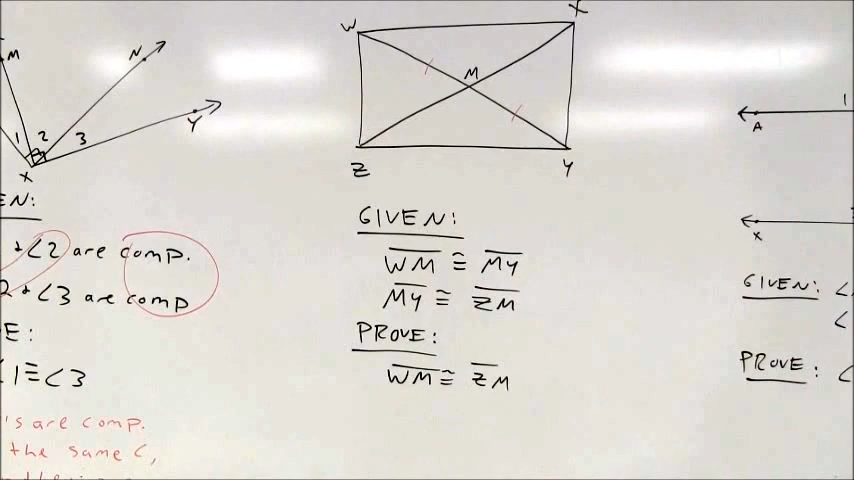 M
N
1 2 3
Y
X
EN:
+ <2 are comp.
2 + <3 are comp
E:
1 ≅ <3
's are comp.
the same <,
W
X
M
Z
Y
GIVEN:
WM ≅ MY
MY ≅ ZM
PROVE:
WM ≅ ZM
1
A
X
GIVEN: <
<
PROVE: <